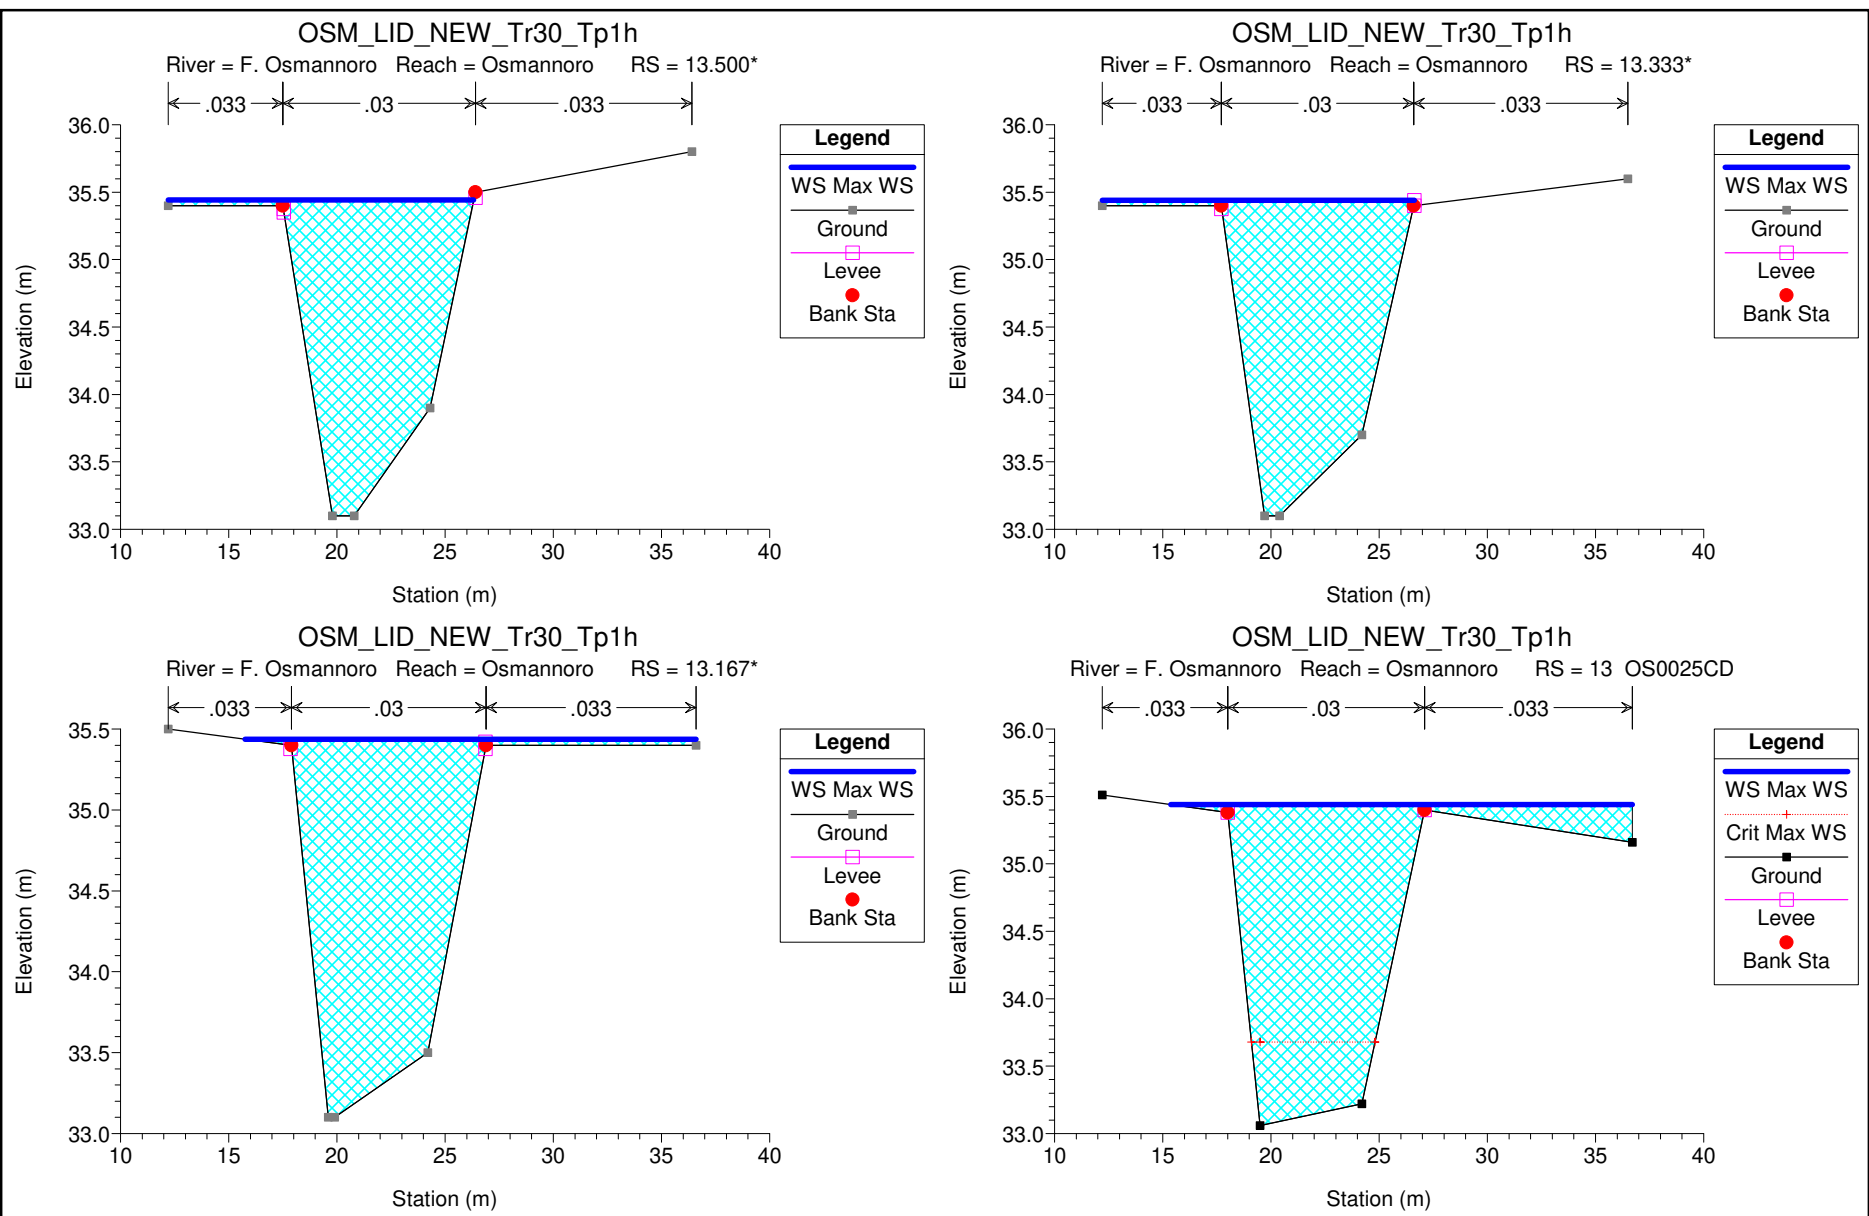 OSM_LID_NEW_Tr30_Tp1h
River = F. Osmannoro Reach = Osmannoro RS = 13.500*
.033 .03 .033
36.0
35.5
35.0
34.5
34.0
33.5
33.0
Elevation (m)
10 15 20 25 30 35 40
Station (m)
Legend
WS Max WS
Ground
Levee
Bank Sta
OSM_LID_NEW_Tr30_Tp1h
River = F. Osmannoro Reach = Osmannoro RS = 13.333*
.033 .03 .033
36.0
35.5
35.0
34.5
34.0
33.5
33.0
Elevation (m)
10 15 20 25 30 35 40
Station (m)
Legend
WS Max WS
Ground
Levee
Bank Sta
OSM_LID_NEW_Tr30_Tp1h
River = F. Osmannoro Reach = Osmannoro RS = 13.167*
.033 .03 .033
35.5
35.0
34.5
34.0
33.5
33.0
Elevation (m)
10 15 20 25 30 35 40
Station (m)
Legend
WS Max WS
Ground
Levee
Bank Sta
OSM_LID_NEW_Tr30_Tp1h
River = F. Osmannoro Reach = Osmannoro RS = 13 OS0025CD
.033 .03 .033
36.0
35.5
35.0
34.5
34.0
33.5
33.0
Elevation (m)
10 15 20 25 30 35 40
Station (m)
Legend
WS Max WS
Crit Max WS
Ground
Levee
Bank Sta